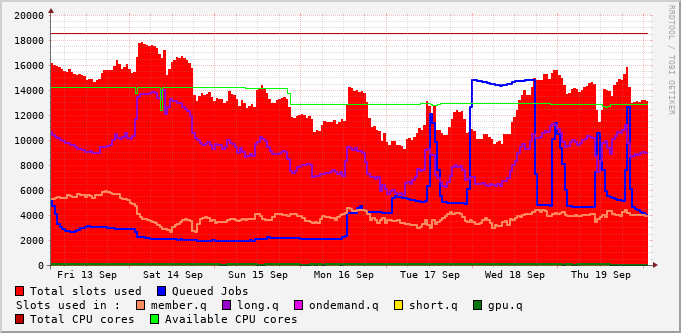 RRDTOOL / TOBI OETIKER
20000
18000
16000
14000
12000
10000
8000
6000
4000
2000
0
Fri 13 Sep Sat 14 Sep Sun 15 Sep Mon 16 Sep Tue 17 Sep Wed 18 Sep Thu 19 Sep
Total slots used Queued Jobs
Slots used in : member.q long.q ondemand.q short.q gpu.q
Total CPU cores Available CPU cores